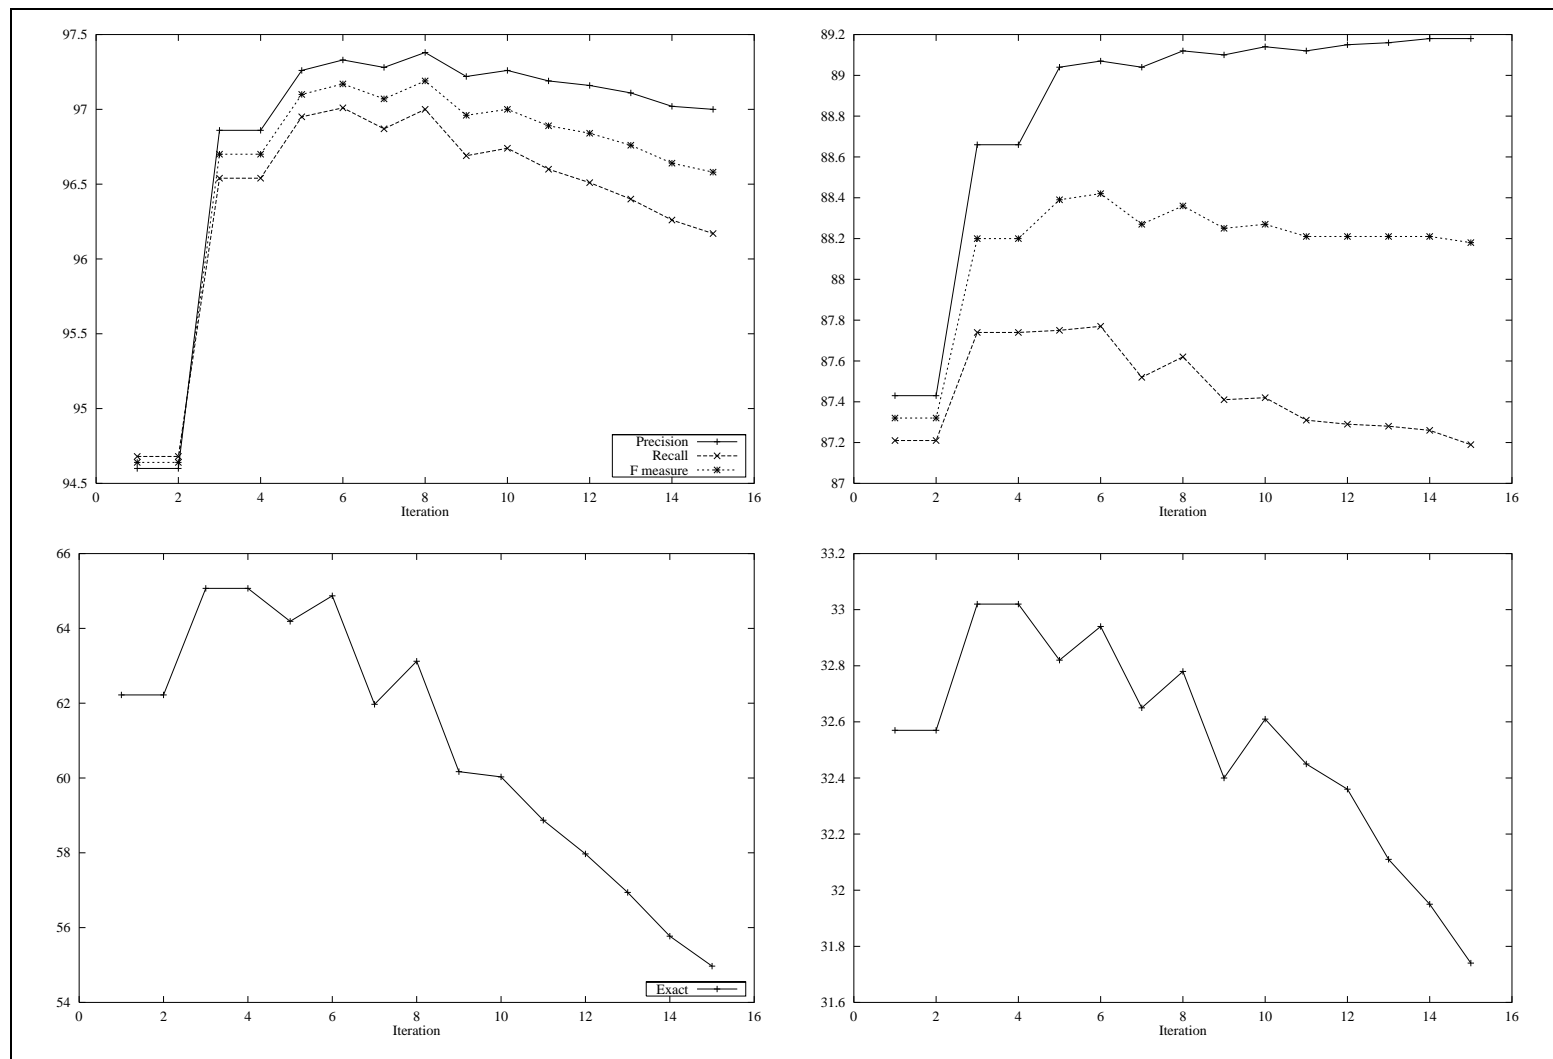 97.5
97
96.5
96
95.5
95
94.5
0 2 4 6 8 10 12 14 16
Iteration
Precision
Recall
F measure
89.2
89
88.8
88.6
88.4
88.2
88
87.8
87.6
87.4
87.2
87
0 2 4 6 8 10 12 14 16
Iteration
66
64
62
60
58
56
54
0 2 4 6 8 10 12 14 16
Iteration
Exact
33.2
33
32.8
32.6
32.4
32.2
32
31.8
31.6
0 2 4 6 8 10 12 14 16
Iteration